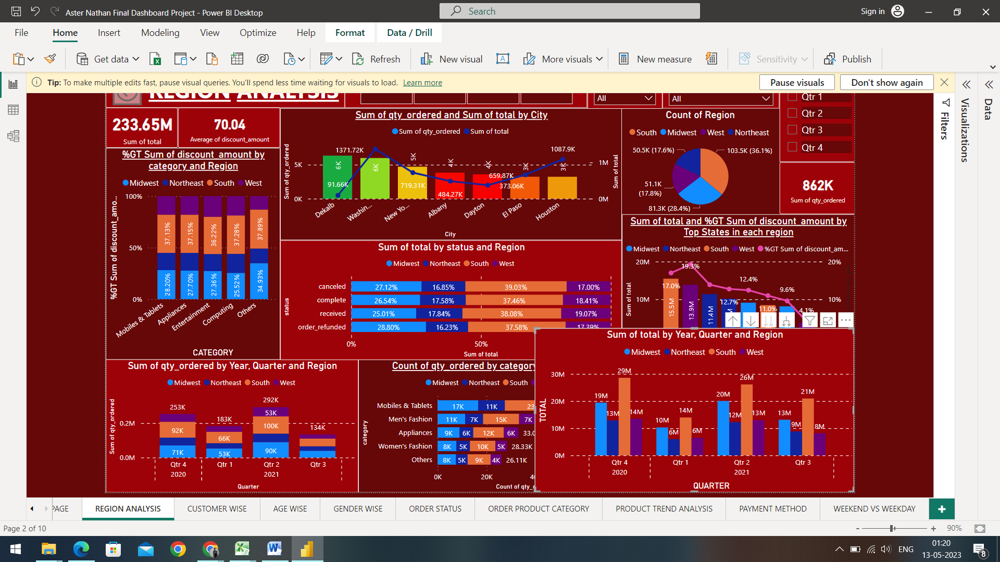 Aster Nathan Final Dashboard Project - Power BI Desktop
Search
Sign in
File Home Insert Modeling View Optimize Help Format Data / Drill
Get data Refresh New visual More visuals New measure Sensitivity Publish
Tip: To make multiple edits fast, pause visual queries. You'll spend less time waiting for visuals to load. Learn more
Pause visuals
Don't show again
Filters
Visualizations
Data
REGION ANALYSIS
All
All
Qtr 1
Qtr 2
Qtr 3
Qtr 4
233.65M
Sum of total
70.04
Average of discount_amount
%GT Sum of discount_amount by
category and Region
Midwest Northeast South West
%GT Sum of discount_amo...
100%
50%
0%
37.13% 37.15% 36.22% 37.28% 37.89%
28.20% 27.70% 27.36% 25.52% 34.93%
Mobiles & Tablets Appliances Entertainment Computing Others
CATEGORY
Sum of qty_ordered and Sum of total by City
Sum of qty_ordered Sum of total
Sum of qty_ordered
5K
0K
6K 6K 5K 4K 4K 3K 3K
91.66K 1371.72K 719.31K 484.27K 659.87K 373.06K 1087.9K
1M
0M
Sum of total
Dekalb Washin... New Yo... Albany Dayton El Paso Houston
City
Count of Region
South Midwest West Northeast
50.5K (17.6%)
103.5K (36.1%)
51.1K
(17.8%)
81.3K (28.4%)
862K
Sum of qty_ordered
Sum of total by status and Region
Midwest Northeast South West
status
canceled 27.12% 16.85% 39.03% 17.00%
complete 26.54% 17.58% 37.46% 18.41%
received 25.01% 17.84% 38.08% 19.07%
order_refunded 28.80% 16.23% 37.58% 17.39%
0% 50%
Sum of total
Sum of total and %GT Sum of discount_amount by
Top States in each region
Midwest Northeast South West %GT Sum of discount_am...
Sum of total
20M
10M
20%
10%
17.0% 19.3% 12.7% 12.4% 11.0% 9.6% 4.1%
15.5M 13.9M 11.4M
Sum of qty_ordered by Year, Quarter and Region
Midwest Northeast South West
Sum of qty_ordered
0.2M
0.0M
253K 183K 292K 134K
53K
92K 66K 100K
71K 53K 90K
Qtr 4 Qtr 1 Qtr 2 Qtr 3
2020 2021
Quarter
Count of qty_ordered by category
Midwest Northeast South
category
Mobiles & Tablets 17K 11K 23
Men's Fashion 11K 7K 15K 7K
Appliances 9K 6K 12K 6K 33.0
Women's Fashion 8K 5K 10K 5K 28.33K
Others 8K 5K 9K 4K 26.11K
0K 20K 4
Count of qty_
Sum of total by Year, Quarter and Region
Midwest Northeast South West
TOTAL
30M
20M
10M
0M
19M 13M 29M 14M
10M 6M 14M 6M
20M 12M 26M 13M
13M 9M 21M 8M
Qtr 4 Qtr 1 Qtr 2 Qtr 3
2020 2021
QUARTER
PAGE REGION ANALYSIS CUSTOMER WISE AGE WISE GENDER WISE ORDER STATUS ORDER PRODUCT CATEGORY PRODUCT TREND ANALYSIS PAYMENT METHOD WEEKEND VS WEEKDAY
Page 2 of 10
90%
ENG
01:20
13-05-2023
8